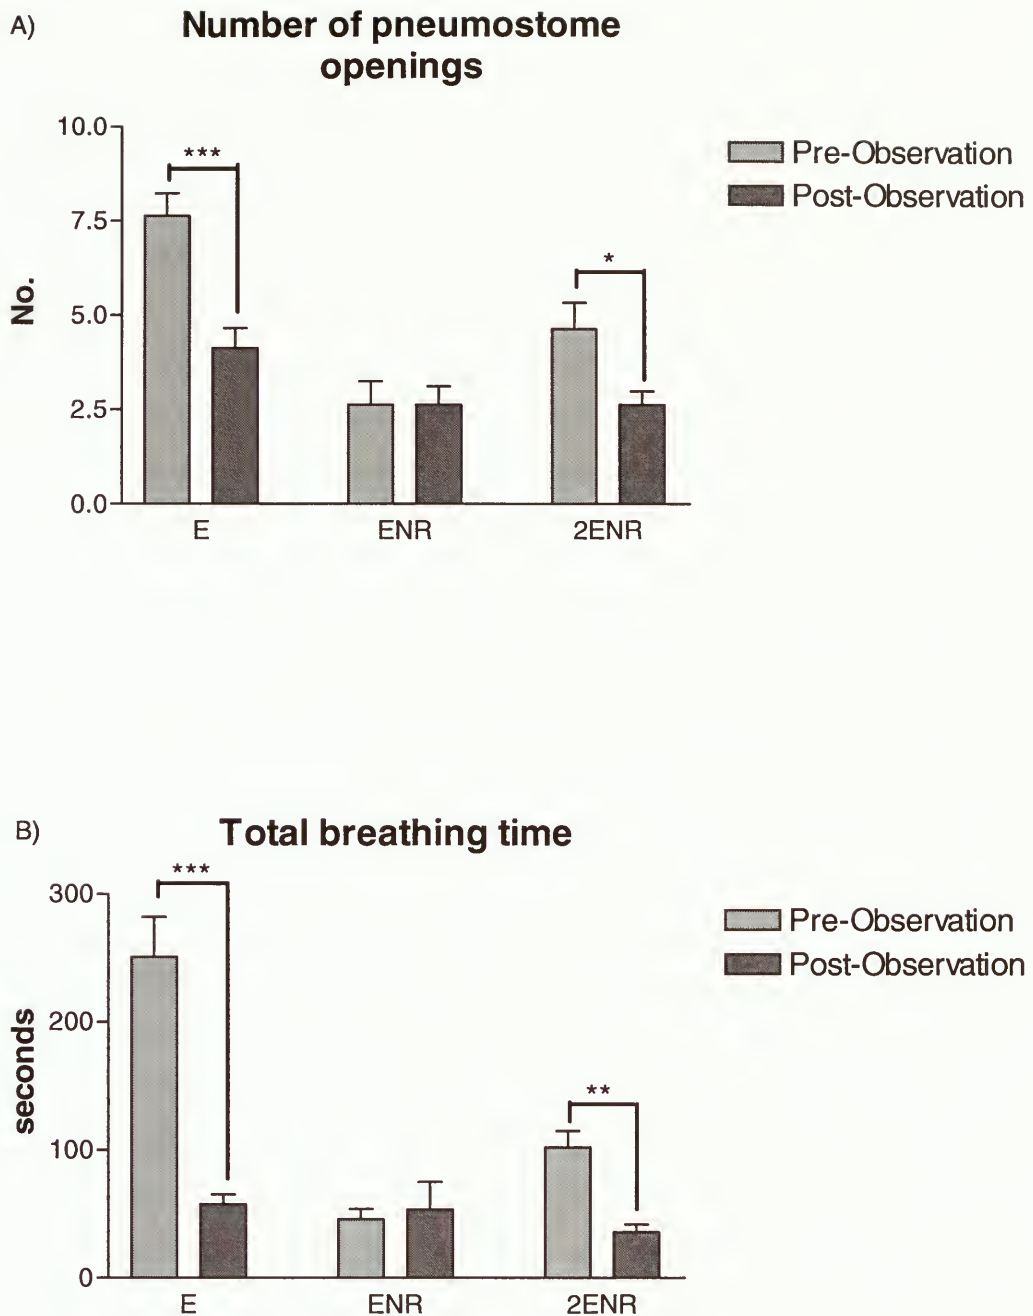 A)
Number of pneumostome
openings
10.0
7.5
5.0
2.5
0.0
No.
***
*
E
ENR
2ENR
Pre-Observation
Post-Observation
B)
Total breathing time
300
200
100
0
seconds
***
**
E
ENR
2ENR
Pre-Observation
Post-Observation